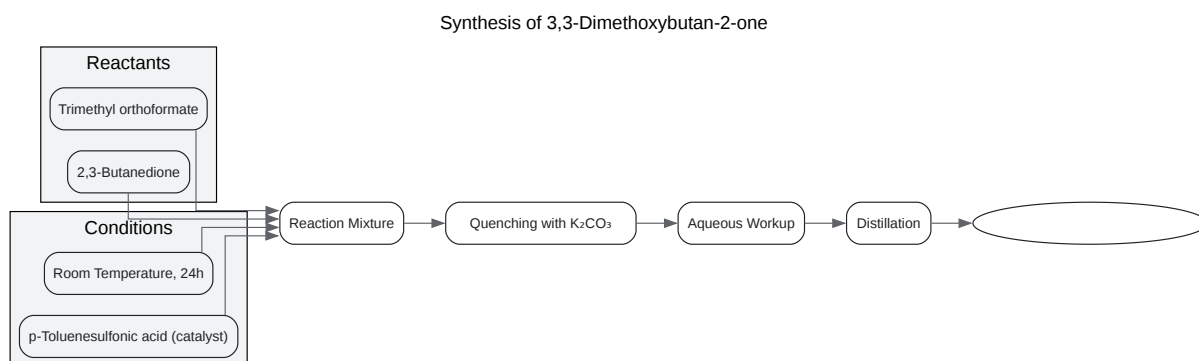 Synthesis of 3,3-Dimethoxybutan-2-one
Reactants
Trimethyl orthoformate
2,3-Butanedione
Conditions
Room Temperature, 24h
p-Toluenesulfonic acid (catalyst)
Reaction Mixture
Quenching with K₂CO₃
Aqueous Workup
Distillation